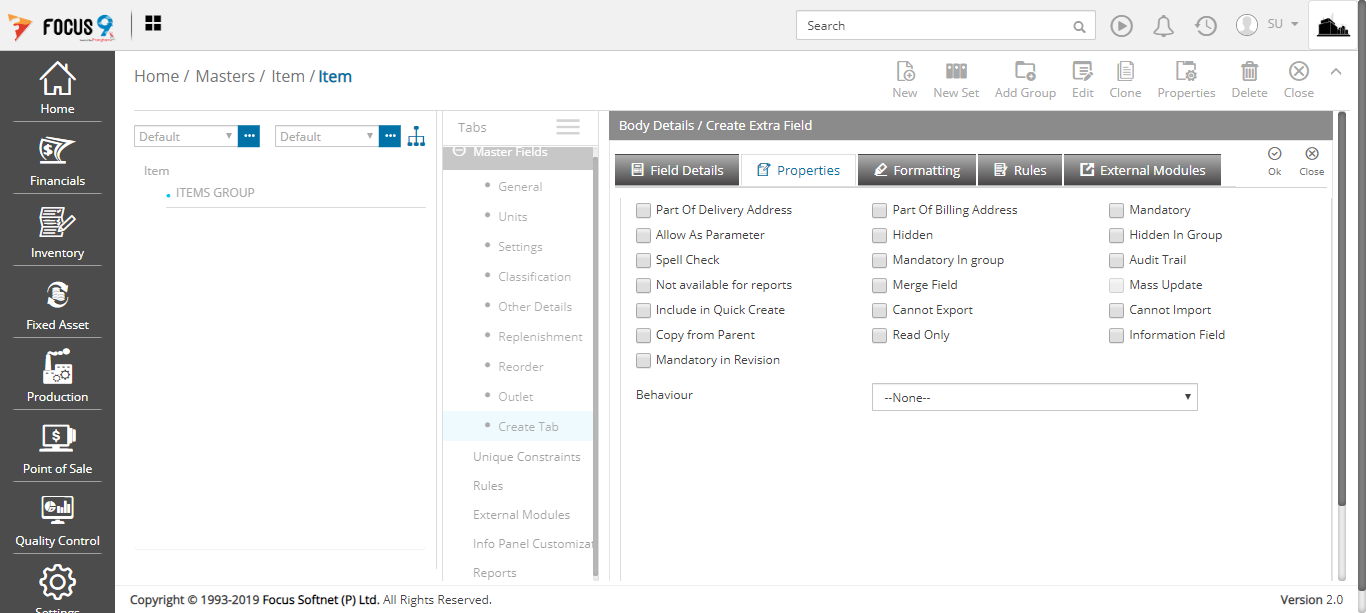 FOCUS 9
Search
SU
Home / Masters / Item / Item
New
New Set
Add Group
Edit
Clone
Properties
Delete
Close
Home
Financials
Inventory
Fixed Asset
Production
Point of Sale
Quality Control
Settings
Default
Default
Item
ITEMS GROUP
Tabs
Master Fields
General
Units
Settings
Classification
Other Details
Replenishment
Reorder
Outlet
Create Tab
Unique Constraints
Rules
External Modules
Info Panel Customizat
Reports
Body Details / Create Extra Field
Field Details
Properties
Formatting
Rules
External Modules
Ok
Close
Part Of Delivery Address
Part Of Billing Address
Mandatory
Allow As Parameter
Hidden
Hidden In Group
Spell Check
Mandatory In group
Audit Trail
Not available for reports
Merge Field
Mass Update
Include in Quick Create
Cannot Export
Cannot Import
Copy from Parent
Read Only
Information Field
Mandatory in Revision
Behaviour
--None--
Copyright © 1993-2019 Focus Softnet (P) Ltd. All Rights Reserved.
Version 2.0